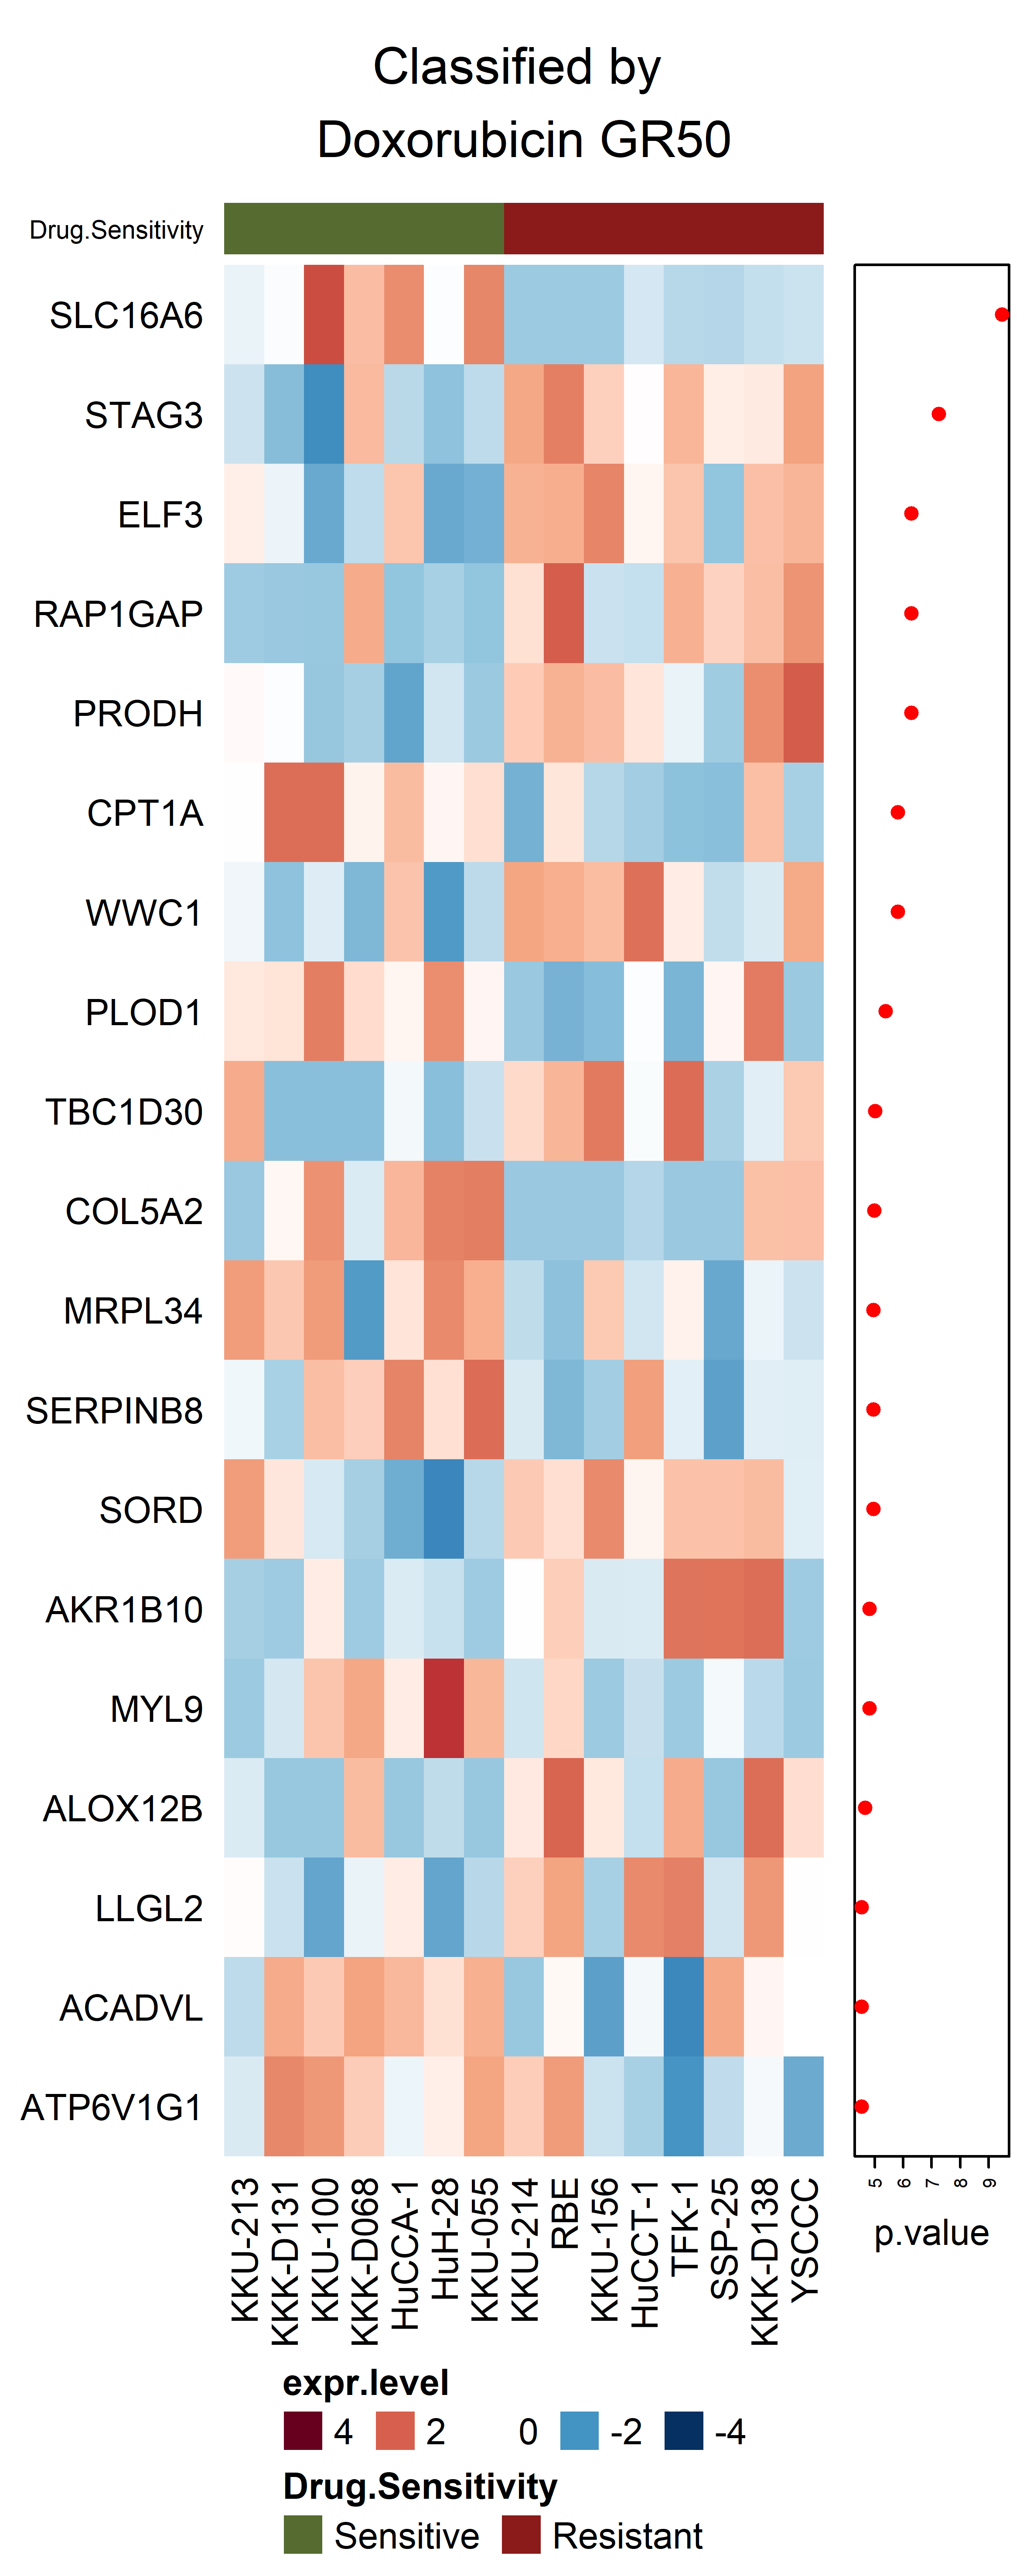 Classified by
Doxorubicin GR50
Drug.Sensitivity
SLC16A6
STAG3
ELF3
RAP1GAP
PRODH
CPT1A
WWC1
PLOD1
TBC1D30
COL5A2
MRPL34
SERPINB8
SORD
AKR1B10
MYL9
ALOX12B
LLGL2
ACADVL
ATP6V1G1
KKU-213
KKK-D131
KKU-100
KKK-D068
HuCCA-1
HuH-28
KKU-055
KKU-214
RBE
KKU-156
HuCCT-1
TFK-1
SSP-25
KKK-D138
YSCCC
5 6 7 8 9
p.value
expr.level
4 2 0 -2 -4
Drug.Sensitivity
Sensitive Resistant